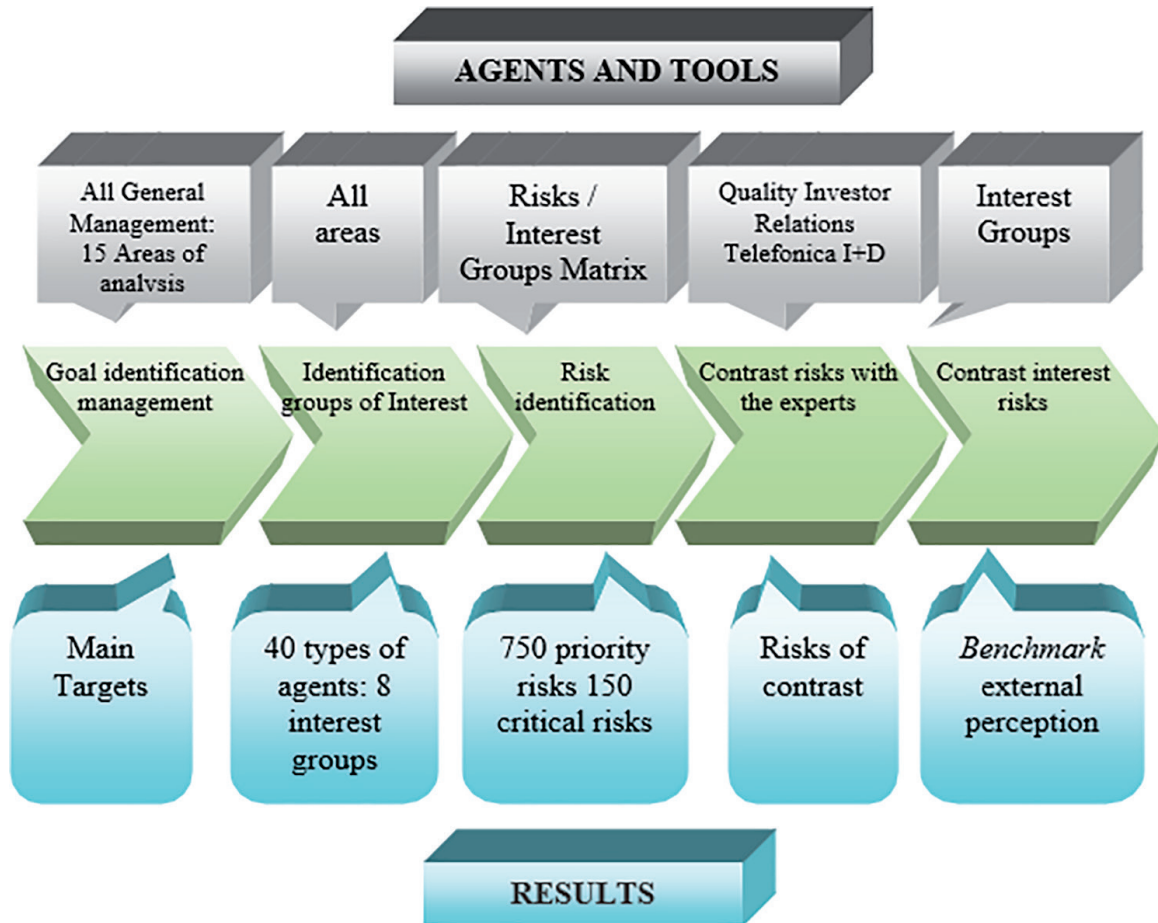 AGENTS AND TOOLS
All General
Management:
15 Areas of
analysis
All
areas
Risks /
Interest
Groups Matrix
Quality Investor
Relations
Telefonica I+D
Interest
Groups
Goal identification
management
Identification
groups of Interest
Risk
identification
Contrast risks with
the experts
Contrast interest
risks
Main
Targets
40 types of
agents: 8
interest
groups
750 priority
risks 150
critical risks
Risks of
contrast
Benchmark
external
perception
RESULTS